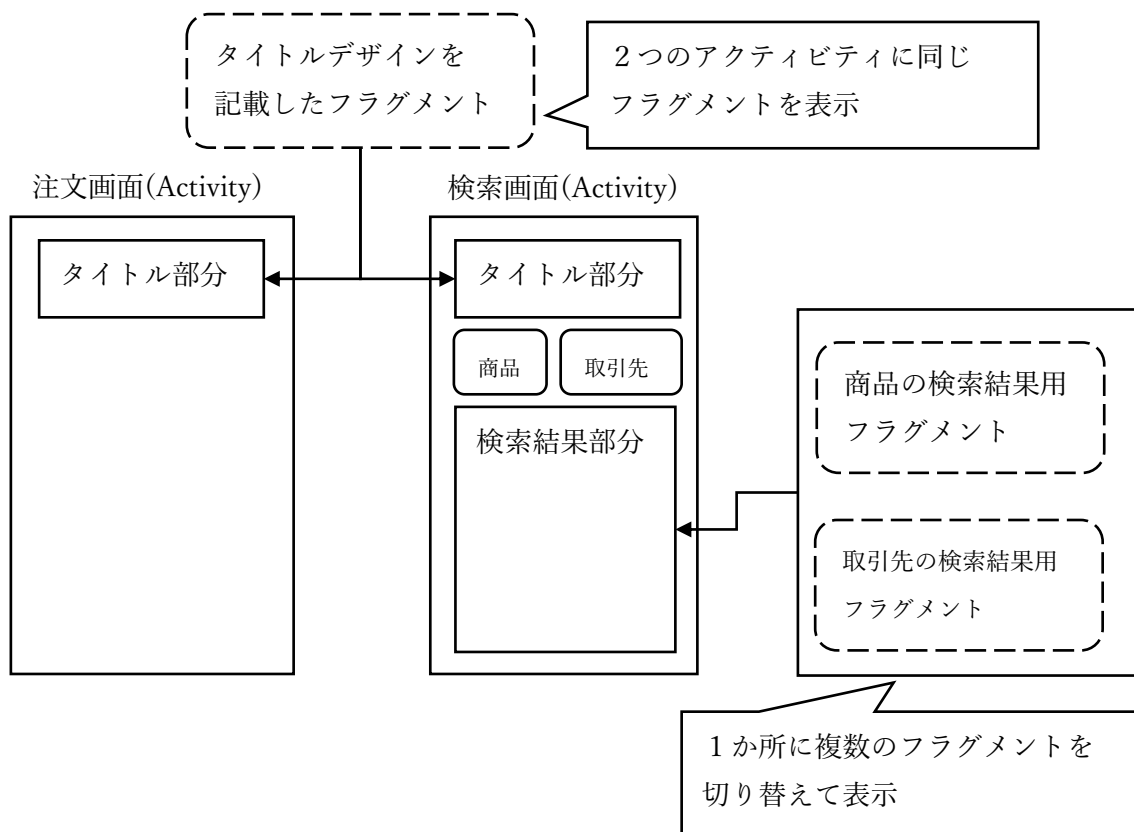 タイトルデザインを
記載したフラグメント
２つのアクティビティに同じ
フラグメントを表示
注文画面(Activity)
検索画面(Activity)
タイトル部分
タイトル部分
商品
取引先
検索結果部分
商品の検索結果用
フラグメント
取引先の検索結果用
フラグメント
１か所に複数のフラグメントを
切り替えて表示